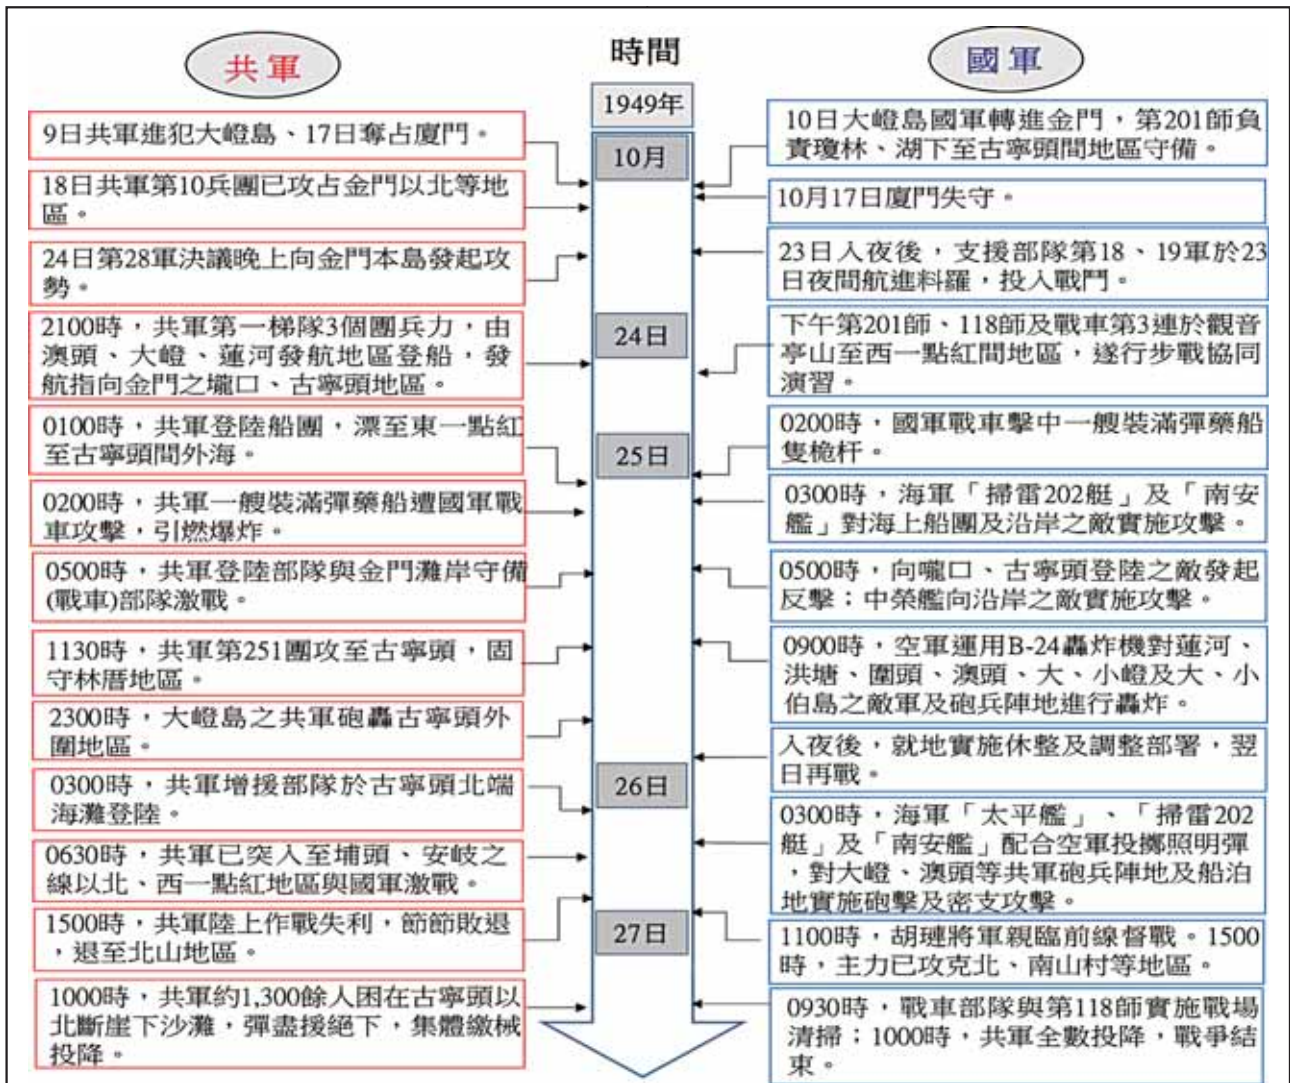 共軍
時間
國軍
1949年
9日共軍進犯大嶝島、17日奪占廈門。
18日共軍第10兵團已攻占金門以北等地
區。
24日第28軍決議晚上向金門本島發起攻
勢。
2100時，共軍第一梯隊3個團兵力，由
澳頭、大嶝、蓮河發航地區登船，發
航指向金門之壠口、古寧頭地區。
0100時，共軍登陸船團，漂至東一點紅
至古寧頭間外海。
0200時，共軍一艘裝滿彈藥船遭國軍戰
車攻擊，引燃爆炸。
0500時，共軍登陸部隊與金門灘岸守備
(戰車)部隊激戰。
1130時，共軍第251團攻至古寧頭，固
守林厝地區。
2300時，大嶝島之共軍砲轟古寧頭外
圍地區。
0300時，共軍增援部隊於古寧頭北端
海灘登陸。
0630時，共軍已突入至埔頭、安岐之
線以北、西一點紅地區與國軍激戰。
1500時，共軍陸上作戰失利，節節敗退
，退至北山地區。
1000時，共軍約1,300餘人困在古寧頭以
北斷崖下沙灘，彈盡援絕下，集體繳械
投降。
10月
24日
25日
26日
27日
10日大嶝島國軍轉進金門，第201師負
責瓊林、湖下至古寧頭間地區守備。
10月17日廈門失守。
23日入夜後，支援部隊第18、19軍於23
日夜間航進料羅，投入戰鬥。
下午第201師、118師及戰車第3連於觀音
亭山至西一點紅間地區，遂行步戰協同
演習。
0200時，國軍戰車擊中一艘裝滿彈藥船
隻桅杆。
0300時，海軍「掃雷202艇」及「南安
艦」對海上船團及沿岸之敵實施攻擊。
0500時，向嚨口、古寧頭登陸之敵發起
反擊；中榮艦向沿岸之敵實施攻擊。
0900時，空軍運用B-24轟炸機對蓮河、
洪塘、圍頭、澳頭、大、小嶝及大、小
伯島之敵軍及砲兵陣地進行轟炸。
入夜後，就地實施休整及調整部署，翌
日再戰。
0300時，海軍「太平艦」、「掃雷202
艇」及「南安艦」配合空軍投擲照明彈
，對大嶝、澳頭等共軍砲兵陣地及船泊
地實施砲擊及密支攻擊。
1100時，胡璉將軍親臨前線督戰。1500
時，主力已攻克北、南山村等地區。
0930時，戰車部隊與第118師實施戰場
清掃；1000時，共軍全數投降，戰爭結
束。